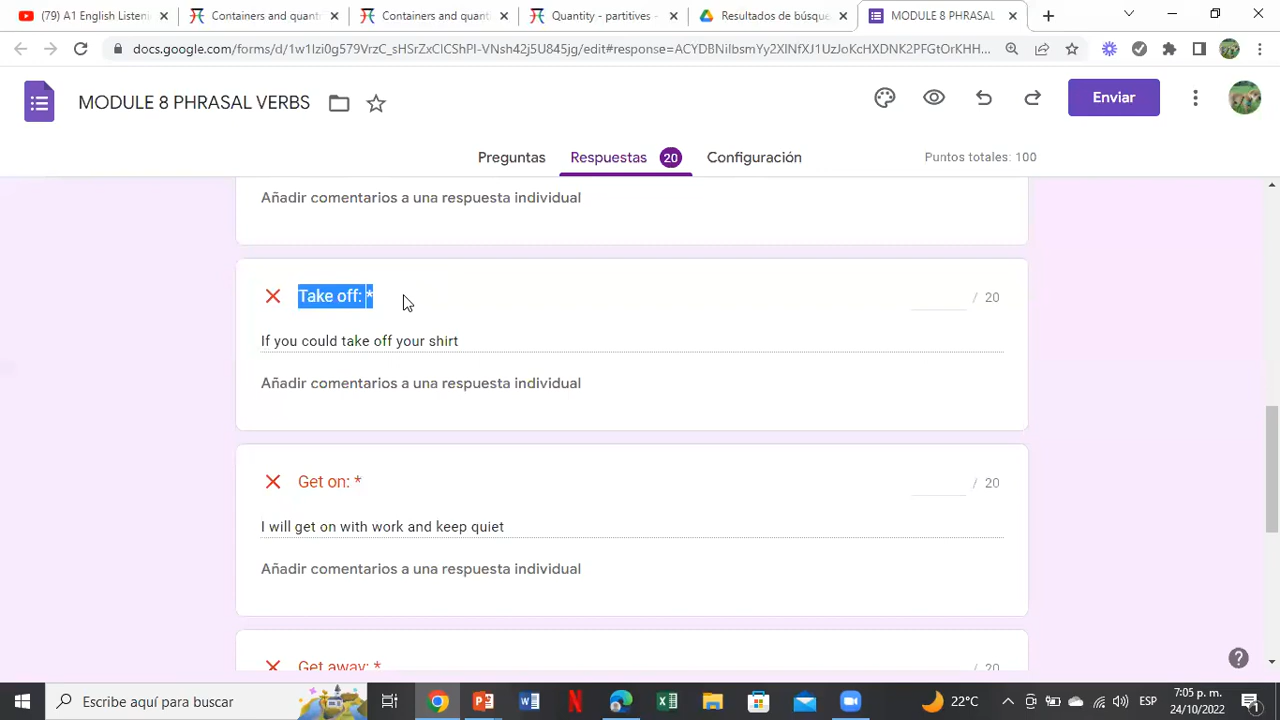 (79) A1 English Listeni
Containers and quanti
Containers and quant
Quantity - partitives -
Resultados de búsque
MODULE 8 PHRASAL
docs.google.com/forms/d/1w1Izi0g579VrzC_sHSrZxClCShPl-VNsh42j5U845jg/edit#response=ACYDBNiIbsnYy2XINfXJ1UzJoKcHXDNK2PFGtOrKHH...
MODULE 8 PHRASAL VERBS
Enviar
Preguntas
Respuestas 20
Configuración
Puntos totales: 100
Añadir comentarios a una respuesta individual
Take off: *
/ 20
If you could take off your shirt
Añadir comentarios a una respuesta individual
Get on: *
/ 20
I will get on with work and keep quiet
Añadir comentarios a una respuesta individual
Get away: *
/ 20
Escribe aquí para buscar
22°C
ESP
7:05 p. m.
24/10/2022
1